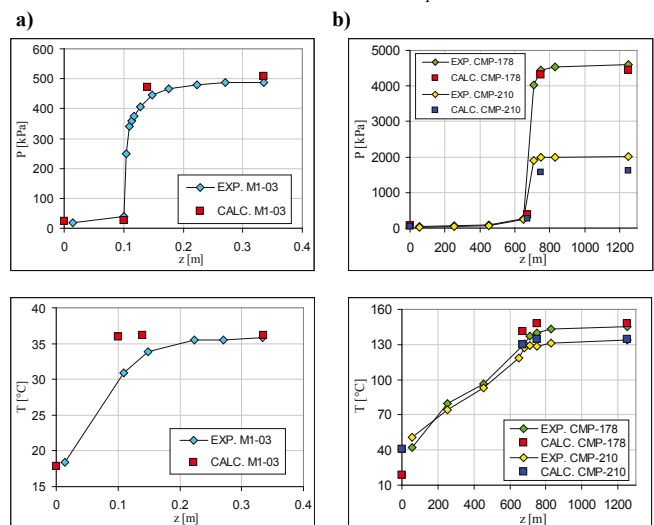 P
a)
b)
600
500
400
300
200
100
0
P [kPa]
0
0.1
0.2
0.3
0.4
z [m]
EXP. M1-03
CALC. M1-03
5000
4000
3000
2000
1000
0
P [kPa]
0
200
400
600
800
1000
1200
z [m]
EXP. CMP-178
CALC. CMP-178
EXP. CMP-210
CALC. CMP-210
40
35
30
25
20
15
T [°C]
0
0.1
0.2
0.3
0.4
z [m]
EXP. M1-03
CALC. M1-03
160
130
100
70
40
10
T [°C]
0
200
400
600
800
1000
1200
z [m]
EXP. CMP-178
CALC. CMP-178
EXP. CMP-210
CALC. CMP-210